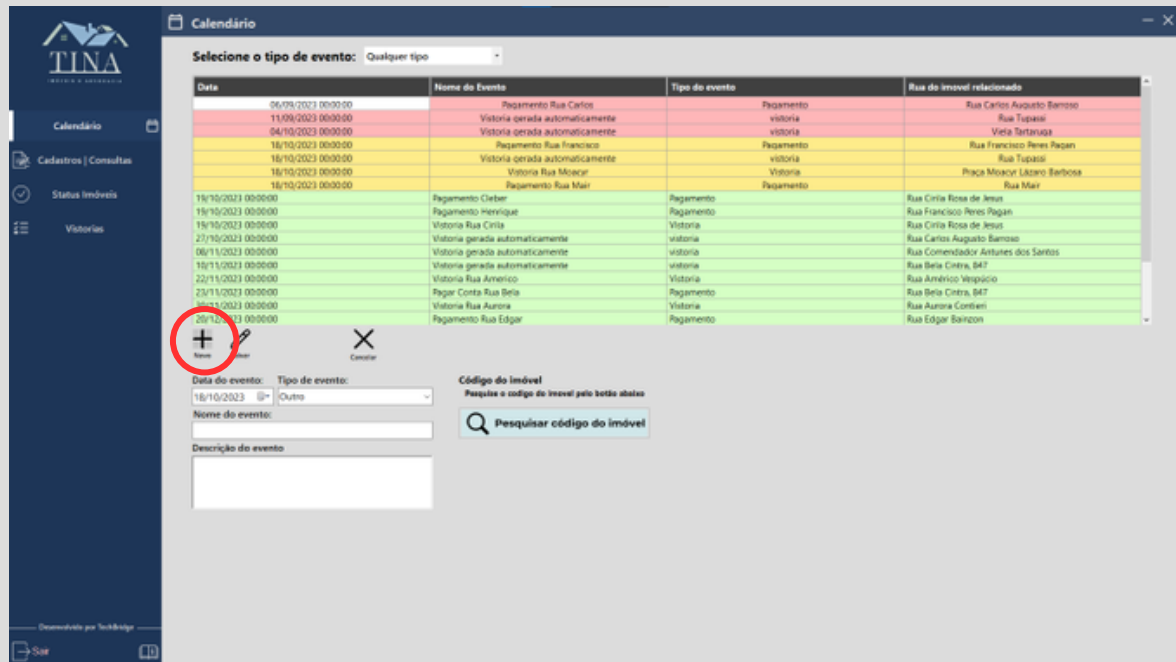 TINA
Calendário
Cadastros | Consultas
Status Imóveis
Vistorias
Desenvolvido por TechBridge
Sair
Calendário
Selecione o tipo de evento: Qualquer tipo
Data Nome do Evento Tipo do evento Rua do imovel relacionado
06/09/2023 00:00:00 Pagamento Rua Carlos Pagamento Rua Carlos Augusto Barroso
11/09/2023 00:00:00 Vistoria gerada automaticamente vistoria Rua Tupassi
04/10/2023 00:00:00 Vistoria gerada automaticamente vistoria Viela Tartaruga
18/10/2023 00:00:00 Pagamento Rua Francisco Pagamento Rua Francisco Peres Pagan
18/10/2023 00:00:00 Vistoria gerada automaticamente vistoria Rua Tupassi
18/10/2023 00:00:00 Vistoria Rua Moacyr Vistoria Praça Moacyr Lázaro Barbosa
18/10/2023 00:00:00 Pagamento Rua Mair Pagamento Rua Mair
19/10/2023 00:00:00 Pagamento Cleber Pagamento Rua Cirila Rosa de Jesus
19/10/2023 00:00:00 Pagamento Henrique Pagamento Rua Francisco Peres Pagan
19/10/2023 00:00:00 Vistoria Rua Cirila Vistoria Rua Cirila Rosa de Jesus
27/10/2023 00:00:00 Vistoria gerada automaticamente vistoria Rua Carlos Augusto Barroso
08/11/2023 00:00:00 Vistoria gerada automaticamente vistoria Rua Comendador Antunes dos Santos
10/11/2023 00:00:00 Vistoria gerada automaticamente vistoria Rua Bela Cintra, 847
22/11/2023 00:00:00 Vistoria Rua Americo Vistoria Rua Américo Vespúcio
23/11/2023 00:00:00 Pagar Conta Rua Bela Pagamento Rua Bela Cintra, 847
30/11/2023 00:00:00 Vistoria Rua Aurora Vistoria Rua Aurora Contieri
20/12/2023 00:00:00 Pagamento Rua Edgar Pagamento Rua Edgar Bainzon
Novo Cancelar
Data do evento: Tipo de evento: Código do imóvel
18/10/2023 Outro Pesquise o codigo do imovel pelo botão abaixo
Nome do evento: Pesquisar código do imóvel
Descrição do evento